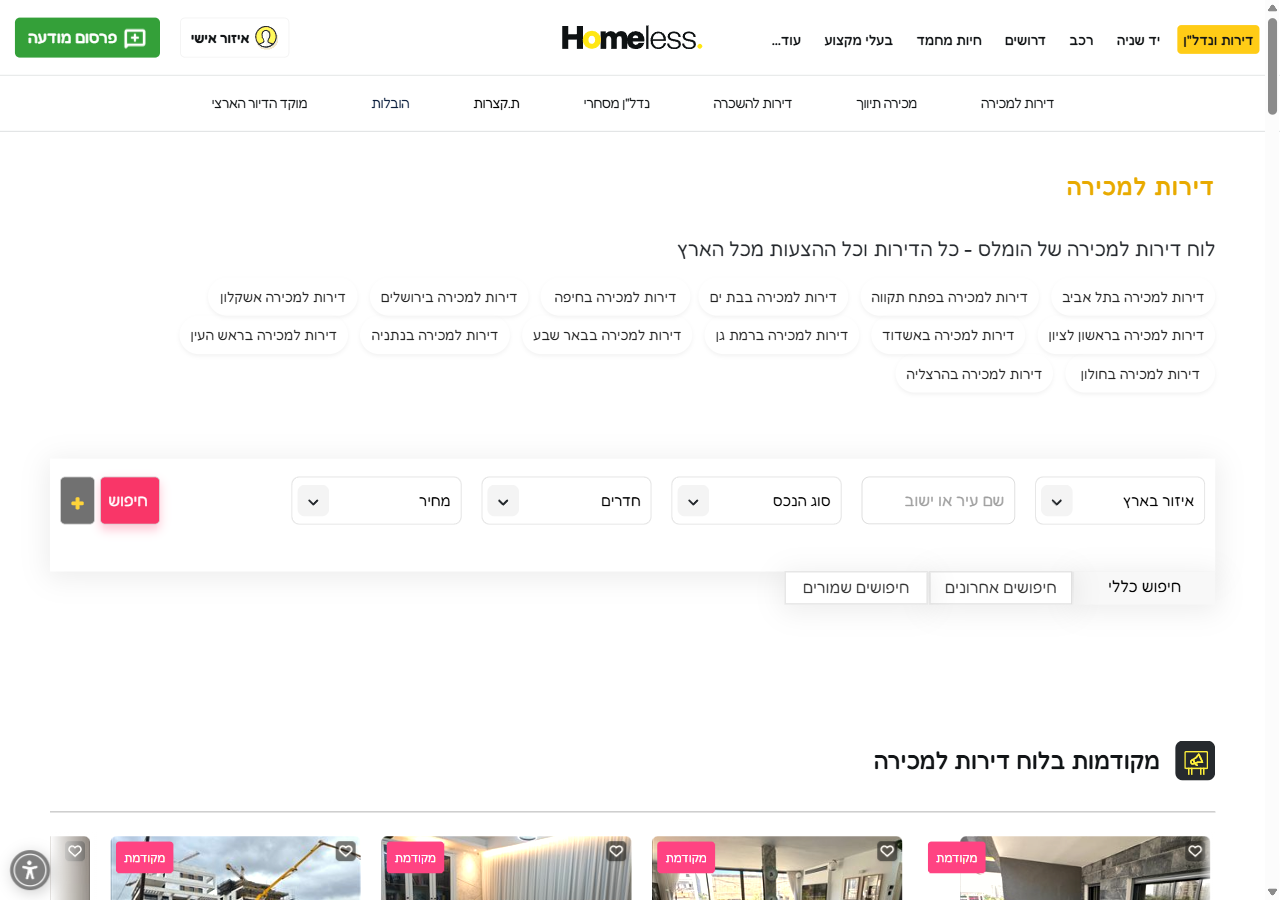 דירות ונדל"ן
יד שניה
רכב
דרושים
חיות מחמד
בעלי מקצוע
עוד...
Homeless.
איזור אישי
פרסום מודעה
דירות למכירה
מכירה תיווך
דירות להשכרה
נדל"ן מסחרי
ת.קצרות
הובלות
מוקד הדיור הארצי
דירות למכירה
לוח דירות למכירה של הומלס - כל הדירות וכל ההצעות מכל הארץ
דירות למכירה בתל אביב
דירות למכירה בפתח תקווה
דירות למכירה בבת ים
דירות למכירה בחיפה
דירות למכירה בירושלים
דירות למכירה אשקלון
דירות למכירה בראשון לציון
דירות למכירה באשדוד
דירות למכירה ברמת גן
דירות למכירה בבאר שבע
דירות למכירה בנתניה
דירות למכירה בראש העין
דירות למכירה בחולון
דירות למכירה בהרצליה
איזור בארץ
שם עיר או ישוב
סוג הנכס
חדרים
מחיר
חיפוש
+
חיפוש כללי
חיפושים אחרונים
חיפושים שמורים
מקודמות בלוח דירות למכירה
מקודמת
מקודמת
מקודמת
מקודמת